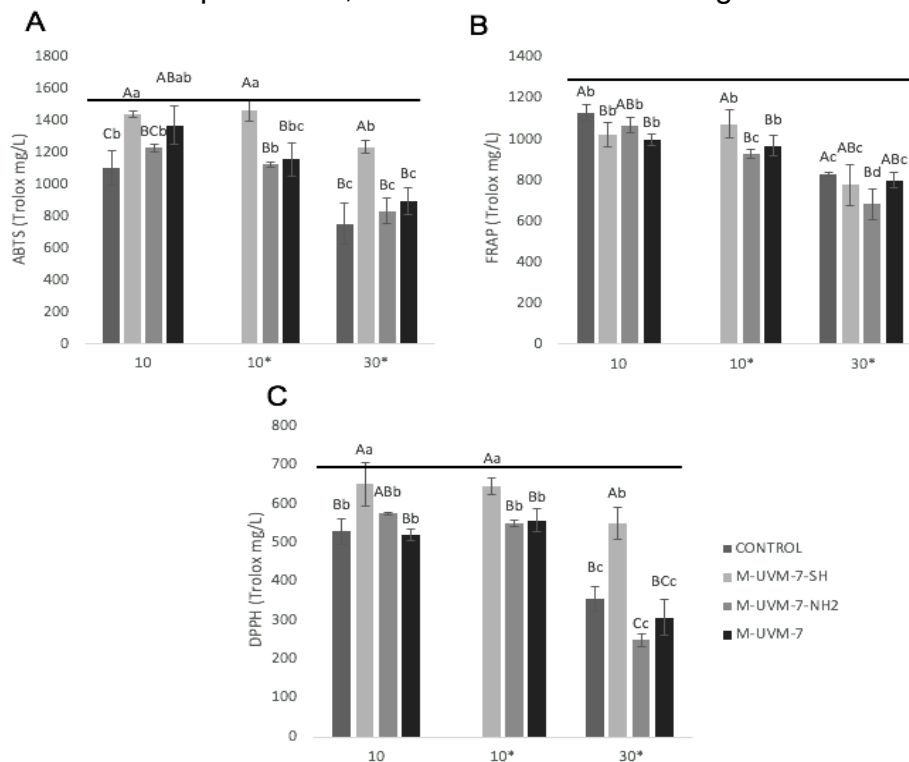 A
ABTS (Trolox mg/L)
1800
1600
1400
1200
1000
800
600
400
200
0
Cb
Aa
BCb
ABab
Aa
Bb
Bbc
Bc
Ab
Bc
Bc
10
10*
30*
B
FRAP (Trolox mg/L)
1400
1200
1000
800
600
400
200
0
Ab
Bb
ABb
Bb
Ab
Bc
Bb
Ac
ABc
Bd
ABc
10
10*
30*
C
DPPH (Trolox mg/L)
800
700
600
500
400
300
200
100
0
Bb
Aa
ABb
Bb
Aa
Bb
Bb
Bc
Ab
Cc
BCc
10
10*
30*
CONTROL
M-UVM-7-SH
M-UVM-7-NH2
M-UVM-7